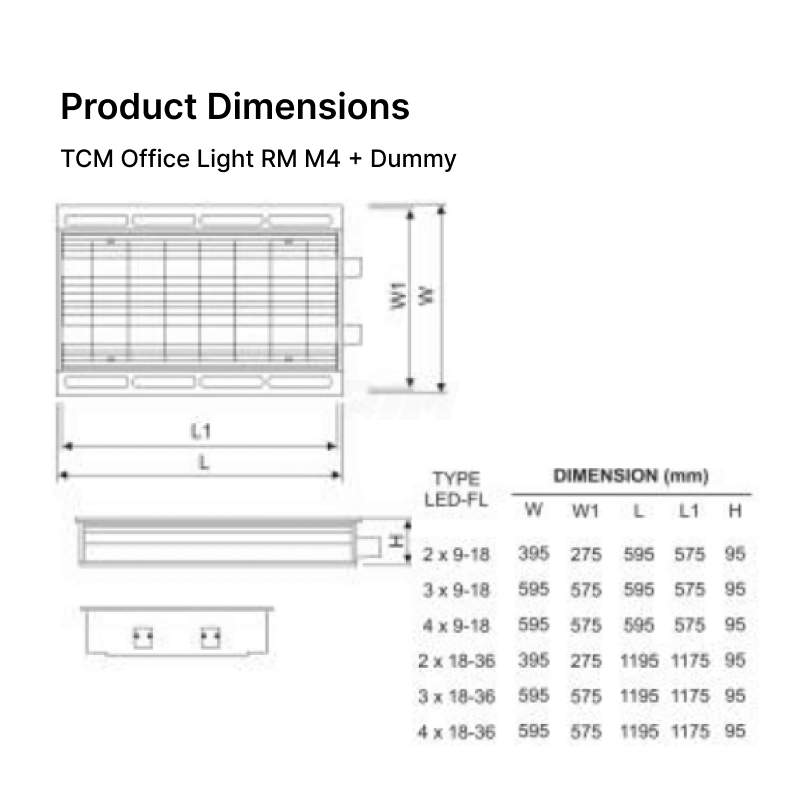 Product Dimensions
TCM Office Light RM M4 + Dummy
W1 W
L1
L
H
TYPE DIMENSION (mm)
LED-FL W W1 L L1 H
2 x 9-18 395 275 595 575 95
3 x 9-18 595 575 595 575 95
4 x 9-18 595 575 595 575 95
2 x 18-36 395 275 1195 1175 95
3 x 18-36 595 575 1195 1175 95
4 x 18-36 595 575 1195 1175 95